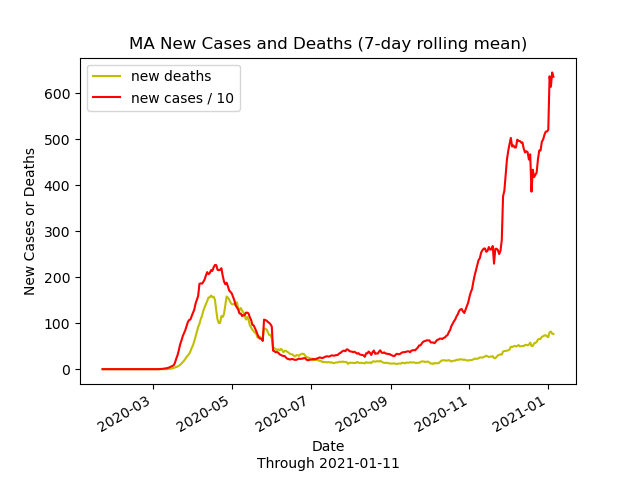 MA New Cases and Deaths (7-day rolling mean)
new deaths
new cases / 10
New Cases or Deaths
600
500
400
300
200
100
0
2020-03
2020-05
2020-07
2020-09
2020-11
2021-01
Date
Through 2021-01-11